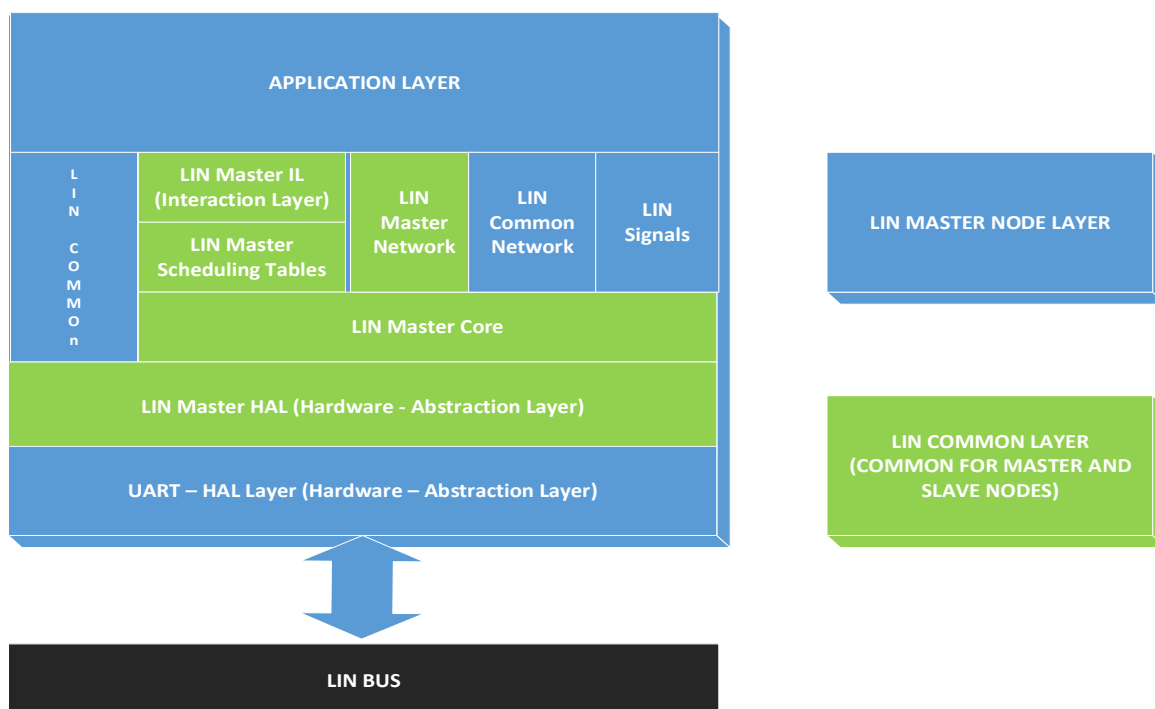 APPLICATION LAYER
L
I
N
C
O
M
M
O
n
LIN Master IL
(Interaction Layer)
LIN Master
Scheduling Tables
LIN
Master
Network
LIN
Common
Network
LIN
Signals
LIN Master Core
LIN Master HAL (Hardware - Abstraction Layer)
UART – HAL Layer (Hardware – Abstraction Layer)
LIN BUS
LIN MASTER NODE LAYER
LIN COMMON LAYER
(COMMON FOR MASTER AND
SLAVE NODES)